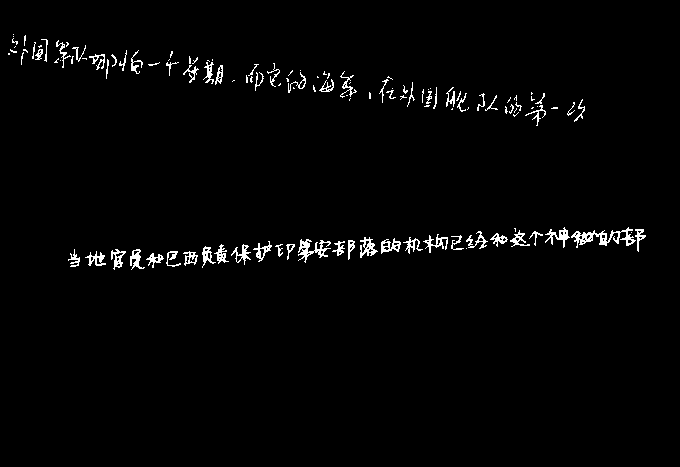 外国军队哪怕一个星期.而它的海军,在外国舰队的第一次
当地官员和巴西负责保护印第安部落的机构已经和这个神秘的部